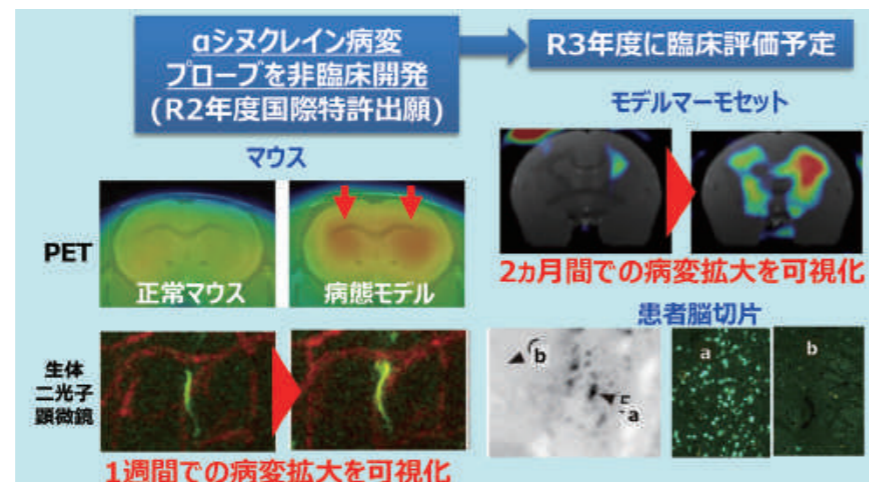 αシヌクレイン病変
プローブを非臨床開発
(R2年度国際特許出願)
R3年度に臨床評価予定
マウス
モデルマーモセット
PET
正常マウス
病態モデル
2ヵ月間での病変拡大を可視化
患者脳切片
生体
二光子
顕微鏡
b
a
a
b
1週間での病変拡大を可視化